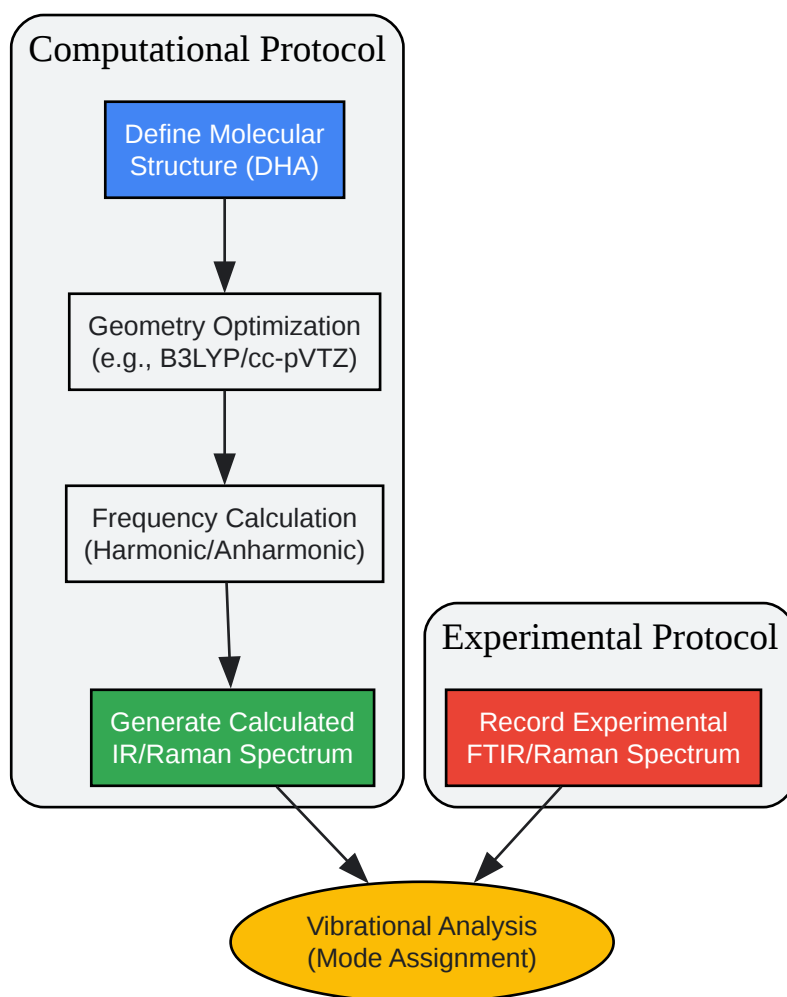 Computational Protocol
Define Molecular
Structure (DHA)
Geometry Optimization
(e.g., B3LYP/cc-pVTZ)
Frequency Calculation
(Harmonic/Anharmonic)
Generate Calculated
IR/Raman Spectrum
Experimental Protocol
Record Experimental
FTIR/Raman Spectrum
Vibrational Analysis
(Mode Assignment)